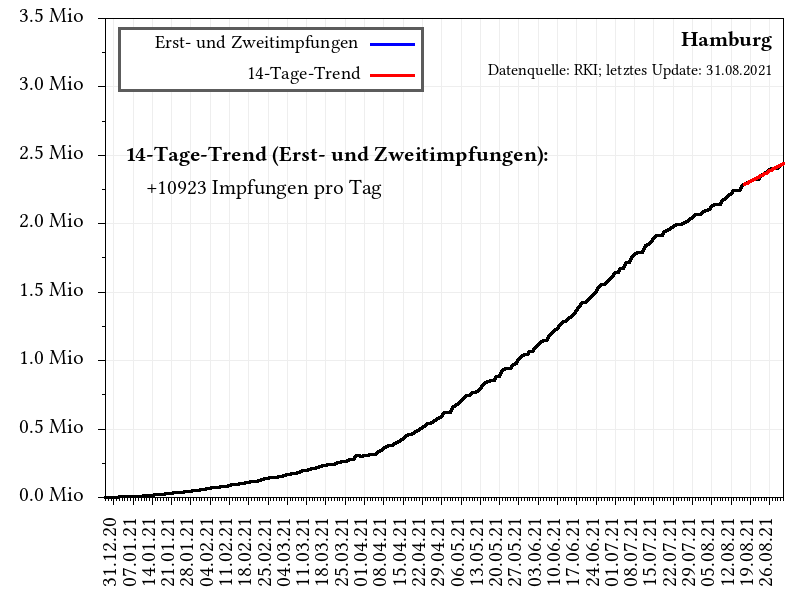 3.5 Mio
3.0 Mio
2.5 Mio
2.0 Mio
1.5 Mio
1.0 Mio
0.5 Mio
0.0 Mio
Erst- und Zweitimpfungen
14-Tage-Trend
Hamburg
Datenquelle: RKI; letztes Update: 31.08.2021
14-Tage-Trend (Erst- und Zweitimpfungen):
+10923 Impfungen pro Tag
31.12.20
07.01.21
14.01.21
21.01.21
28.01.21
04.02.21
11.02.21
18.02.21
25.02.21
04.03.21
11.03.21
18.03.21
25.03.21
01.04.21
08.04.21
15.04.21
22.04.21
29.04.21
06.05.21
13.05.21
20.05.21
27.05.21
03.06.21
10.06.21
17.06.21
24.06.21
01.07.21
08.07.21
15.07.21
22.07.21
29.07.21
05.08.21
12.08.21
19.08.21
26.08.21